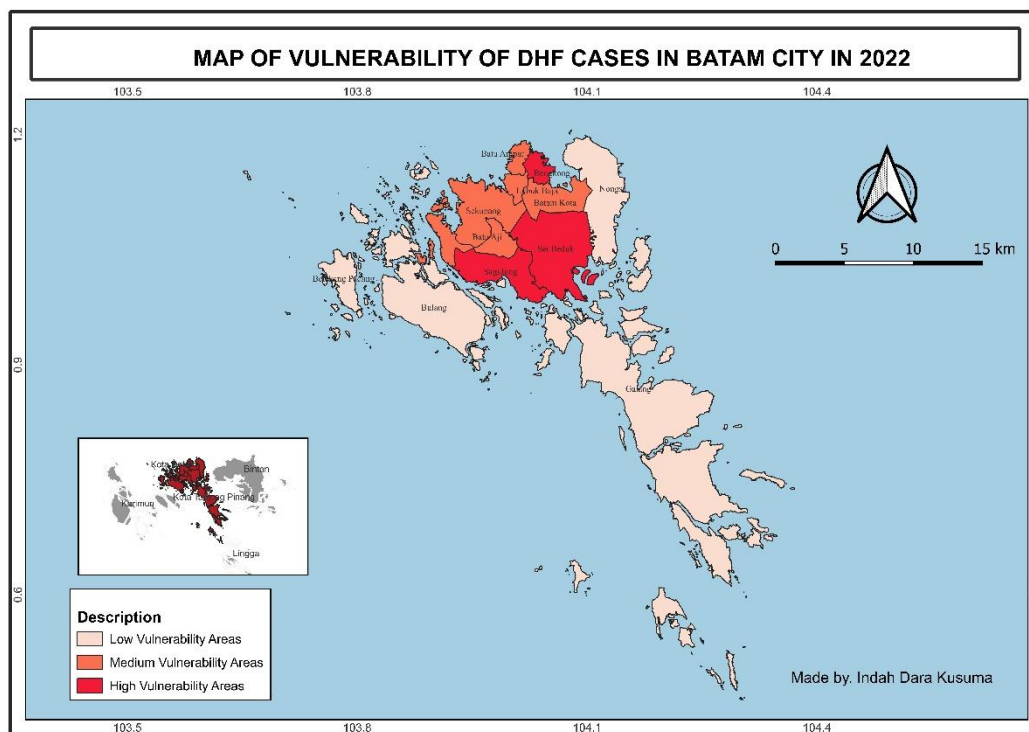 MAP OF VULNERABILITY OF DHF CASES IN BATAM CITY IN 2022
103.5 103.8 104.1 104.4
1.2
0.9
0.6
Batu Ampar
Bengkong
Nongsa
Lubuk Baja
Batam Kota
Sekupang
Batu Aji
Sei Beduk
Sagulung
Bulang
Galang
0 5 10 15 km
Karimun
Bintan
Kota Tanjung Pinang
Lingga
Description
Low Vulnerability Areas
Medium Vulnerability Areas
High Vulnerability Areas
Made by. Indah Dara Kusuma
103.5 103.8 104.1 104.4